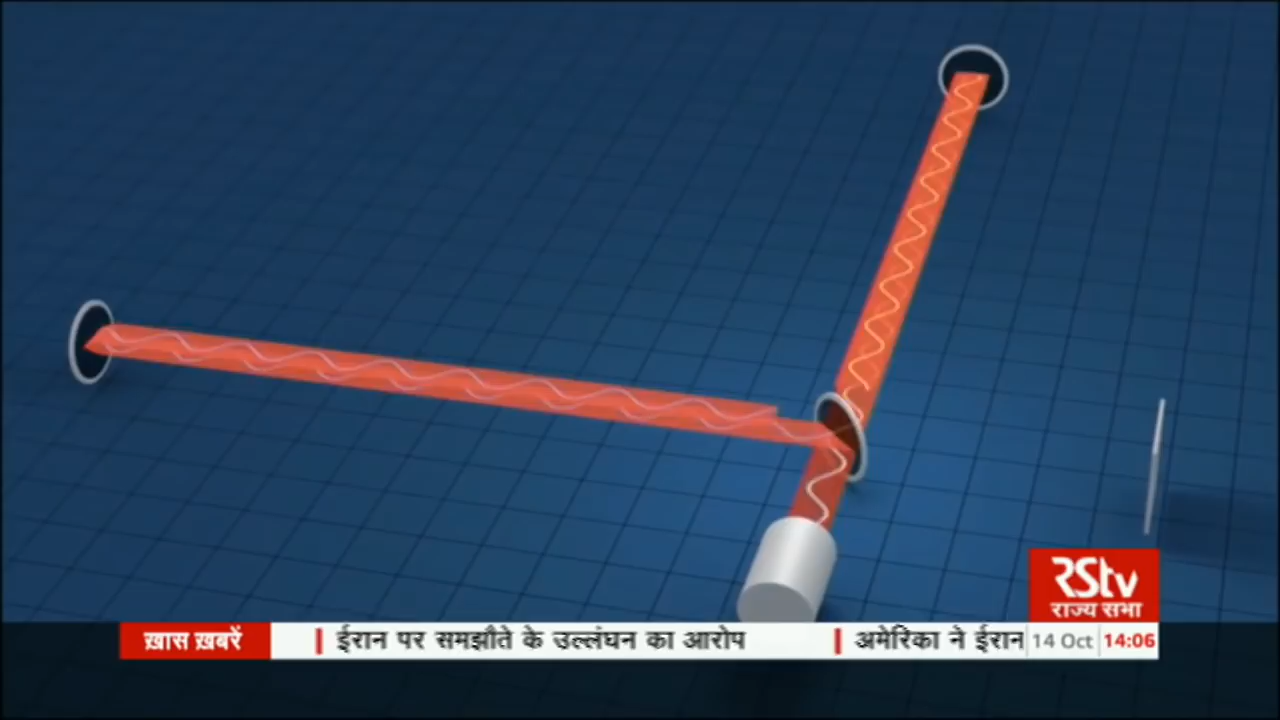 RSTV
राज्य सभा
ख़ास ख़बरें
ईरान पर समझौते के उल्लंघन का आरोप
अमेरिका ने ईरान
14 Oct
14:06